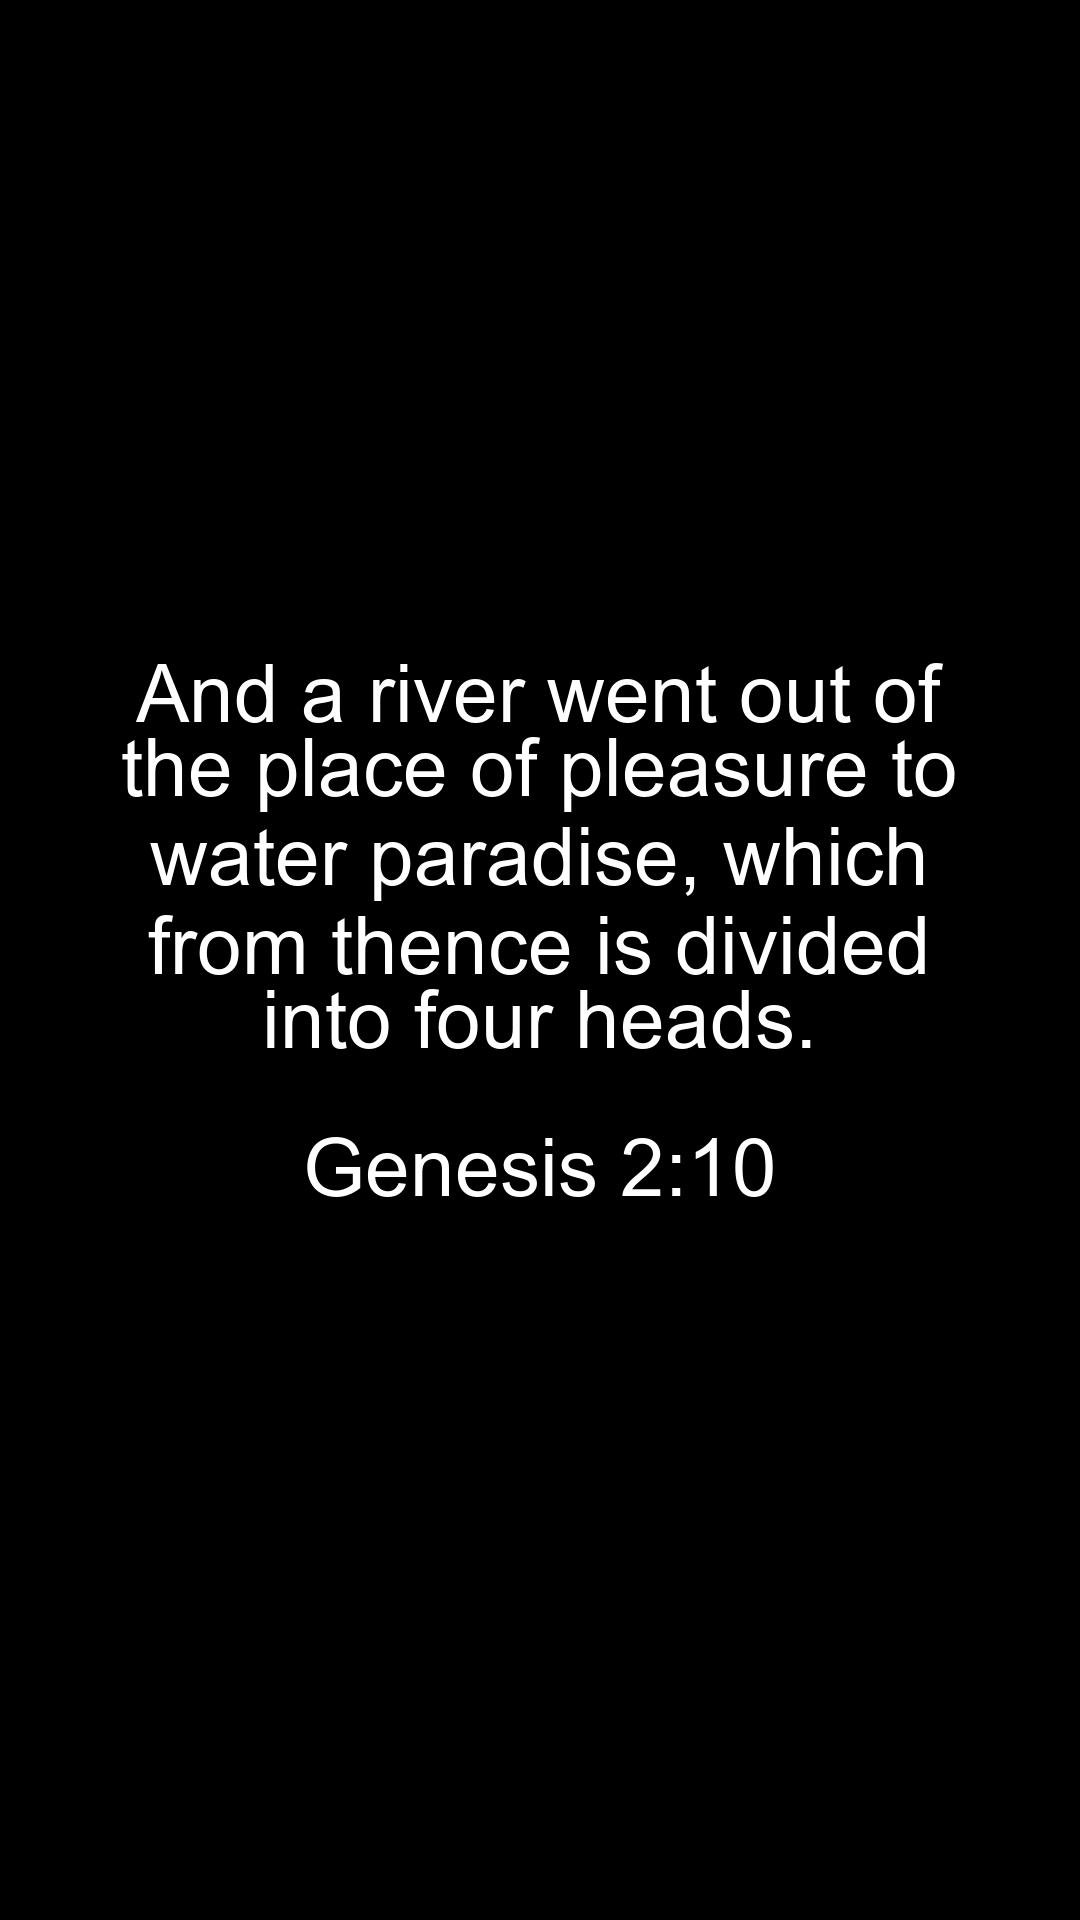 And a river went out of
the place of pleasure to
water paradise, which
from thence is divided
into four heads.
Genesis 2:10